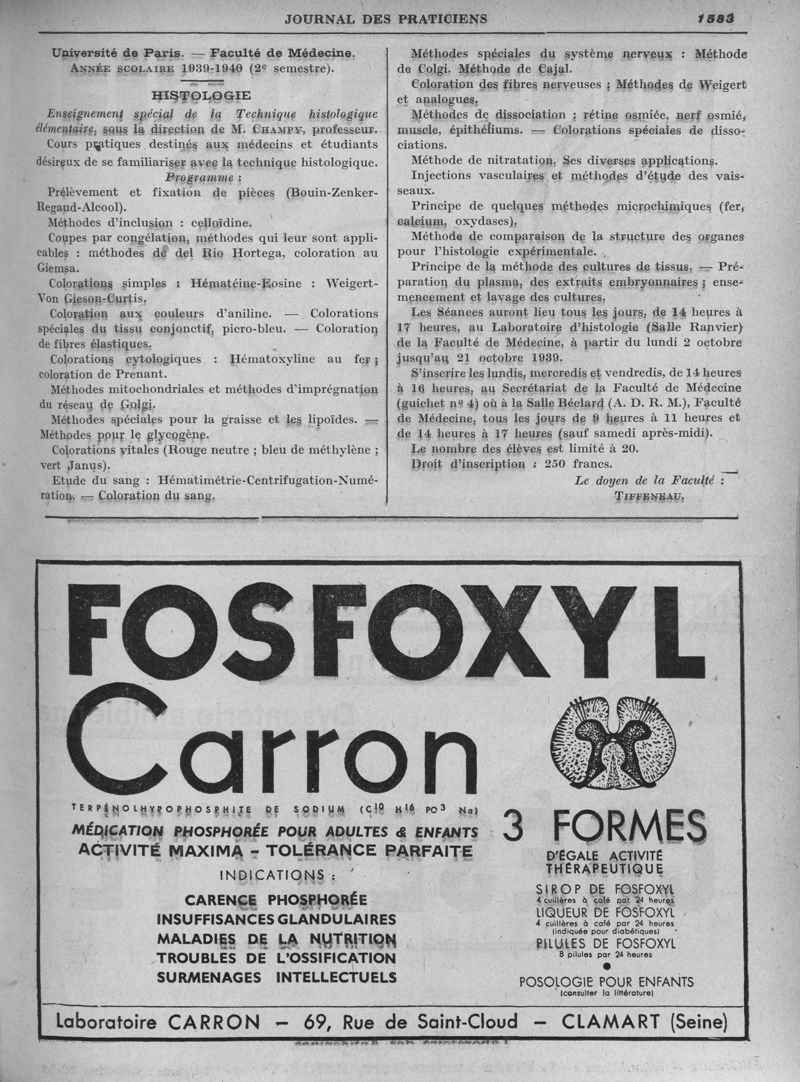 JOURNAL DES PRATICIENS 1583
Université de Paris. — Faculté de Médecine.
ANNÉE SCOLAIRE 1939-1940 (2e semestre).
HISTOLOGIE
Enseignement spécial de la Technique histologique
élémentaire, sous la direction de M. CHAMPY, professeur.
Cours pratiques destinés aux médecins et étudiants
désireux de se familiariser avec la technique histologique.
Programme :
Prélèvement et fixation de pièces (Bouin-Zenker-
Regaud-Alcool).
Méthodes d'inclusion : celloïdine.
Coupes par congélation, méthodes qui leur sont appli-
cables : méthodes de del Rio Hortega, coloration au
Giemsa.
Colorations simples : Hématéine-Eosine : Weigert-
Von Gieson-Curtis.
Coloration aux couleurs d'aniline. — Colorations
spéciales du tissu conjonctif, picro-bleu. — Coloration
de fibres élastiques.
Colorations cytologiques : Hématoxyline au fer ;
coloration de Prenant.
Méthodes mitochondriales et méthodes d'imprégnation
du réseau de Golgi.
Méthodes spéciales pour la graisse et les lipoïdes. —
Méthodes pour le glycogène.
Colorations vitales (Rouge neutre ; bleu de méthylène ;
vert Janus).
Etude du sang : Hématimétrie-Centrifugation-Numé-
ration. — Coloration du sang.
Méthodes spéciales du système nerveux : Méthode
de Colgi. Méthode de Cajal.
Coloration des fibres nerveuses ; Méthodes de Weigert
et analogues.
Méthodes de dissociation ; rétine osmiée, nerf osmié,
muscle, épithéliums. — Colorations spéciales de disso-
ciations.
Méthode de nitratation. Ses diverses applications.
Injections vasculaires et méthodes d'étude des vais-
seaux.
Principe de quelques méthodes microchimiques (fer,
calcium, oxydases).
Méthode de comparaison de la structure des organes
pour l'histologie expérimentale.
Principe de la méthode des cultures de tissus. — Pré-
paration du plasma, des extraits embryonnaires ; ense-
mencement et lavage des cultures.
Les Séances auront lieu tous les jours, de 14 heures à
17 heures, au Laboratoire d'histologie (Salle Ranvier)
de la Faculté de Médecine, à partir du lundi 2 octobre
jusqu'au 21 octobre 1939.
S'inscrire les lundis, mercredis et vendredis, de 14 heures
à 16 heures, au Secrétariat de la Faculté de Médecine
(guichet nº 4) où à la Salle Béclard (A. D. R. M.), Faculté
de Médecine, tous les jours de 9 heures à 11 heures et
de 14 heures à 17 heures (sauf samedi après-midi).
Le nombre des élèves est limité à 20.
Droit d'inscription : 250 francs.
Le doyen de la Faculté :
TIFFENEAU.
FOSFOXYL
Carron
TERPÉNOLHYPOPHOSPHITE DE SODIUM (C10 H16 PO3 Na)
MÉDICATION PHOSPHORÉE POUR ADULTES & ENFANTS
ACTIVITÉ MAXIMA - TOLÉRANCE PARFAITE
INDICATIONS :
CARENCE PHOSPHORÉE
INSUFFISANCES GLANDULAIRES
MALADIES DE LA NUTRITION
TROUBLES DE L'OSSIFICATION
SURMENAGES INTELLECTUELS
3 FORMES
D'ÉGALE ACTIVITÉ
THÉRAPEUTIQUE
SIROP DE FOSFOXYL
4 cuillères à café par 24 heures
LIQUEUR DE FOSFOXYL
4 cuillères à café par 24 heures
(indiquée pour diabétiques)
PILULES DE FOSFOXYL
8 pilules par 24 heures
POSOLOGIE POUR ENFANTS
(consulter la littérature)
Laboratoire CARRON - 69, Rue de Saint-Cloud - CLAMART (Seine)